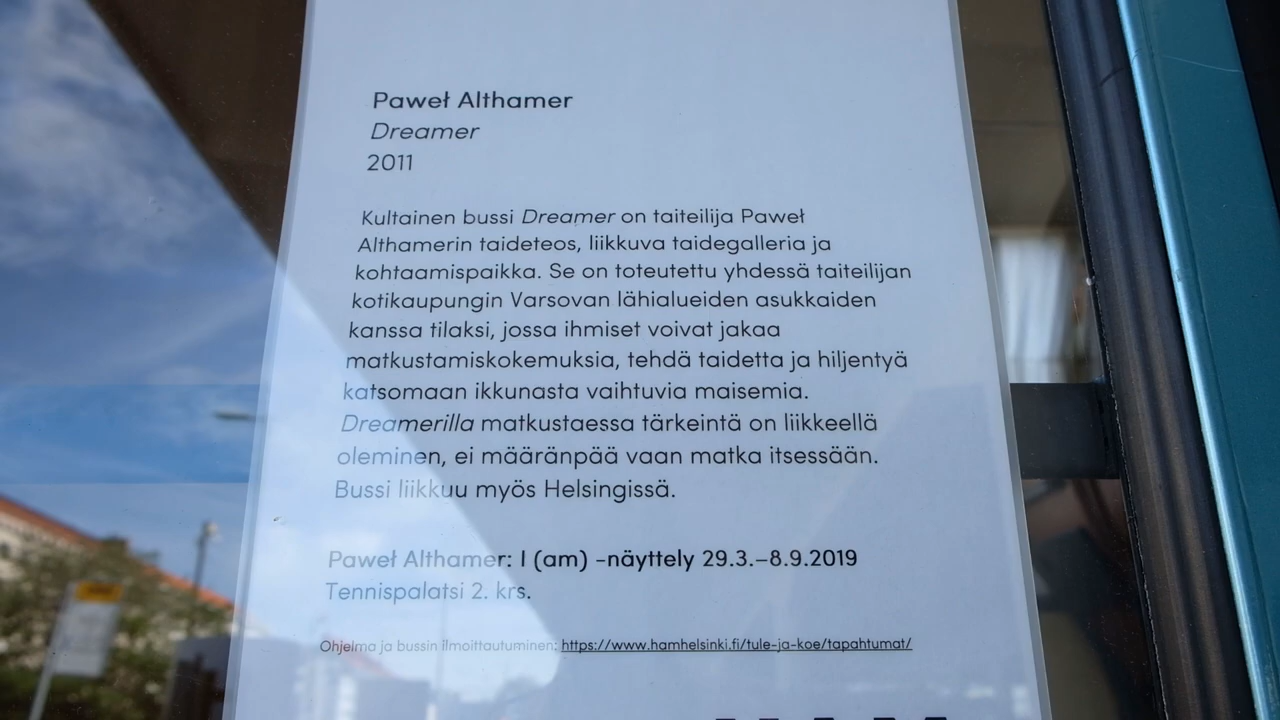 Paweł Althamer
Dreamer
2011
Kultainen bussi Dreamer on taiteilija Paweł
Althamerin taideteos, liikkuva taidegalleria ja
kohtaamispaikka. Se on toteutettu yhdessä taiteilijan
kotikaupungin Varsovan lähialueiden asukkaiden
kanssa tilaksi, jossa ihmiset voivat jakaa
matkustamiskokemuksia, tehdä taidetta ja hiljentyä
katsomaan ikkunasta vaihtuvia maisemia.
Dreamerilla matkustaessa tärkeintä on liikkeellä
oleminen, ei määränpää vaan matka itsessään.
Bussi liikkuu myös Helsingissä.
Paweł Althamer: I (am) -näyttely 29.3.–8.9.2019
Tennispalatsi 2. krs.
Ohjelma ja bussin ilmoittautuminen: https://www.hamhelsinki.fi/tule-ja-koe/tapahtumat/